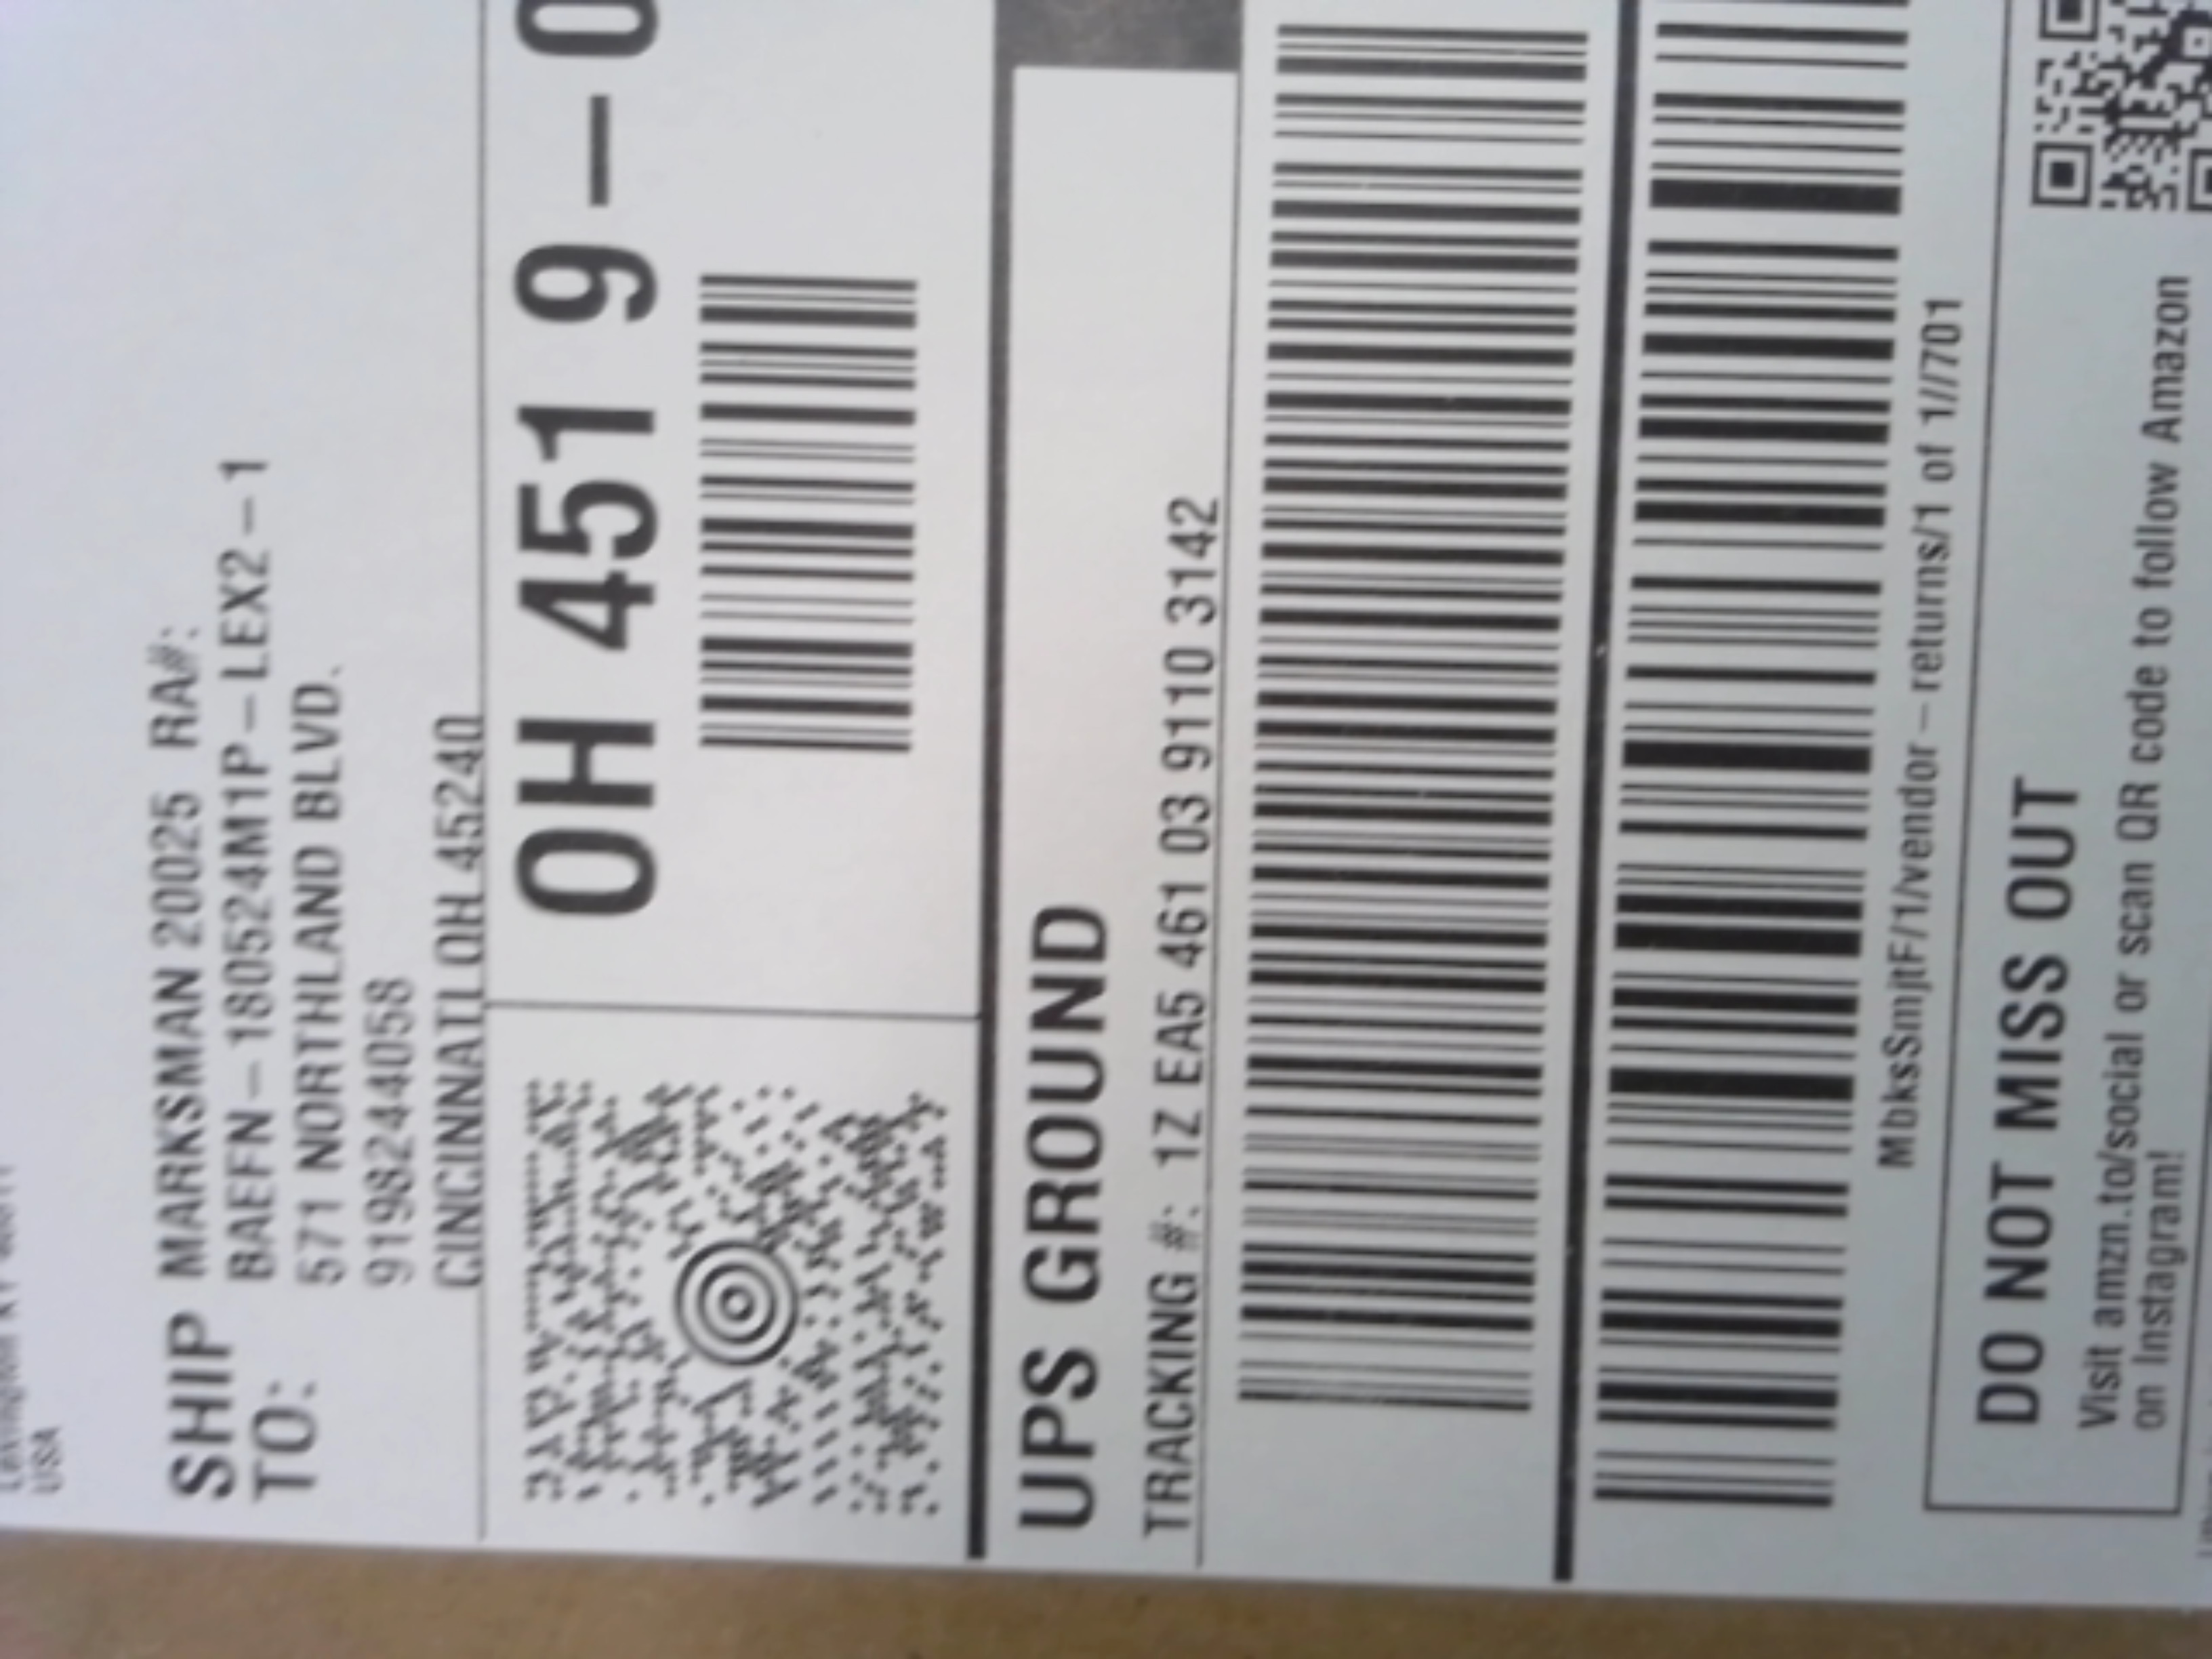 USA
SHIP TO:
MARKSMAN 20025 RA#:
BAEFN-180524M1P-LEX2-1
571 NORTHLAND BLVD.
9198244058
CINCINNATI OH 45240
OH 451 9-0
UPS GROUND
TRACKING #: 1Z EA5 461 03 9110 3142
MbksSmjtF/1/vendor-returns/1 of 1//701
DO NOT MISS OUT
Visit amzn.to/social or scan QR code to follow Amazon
on Instagram!